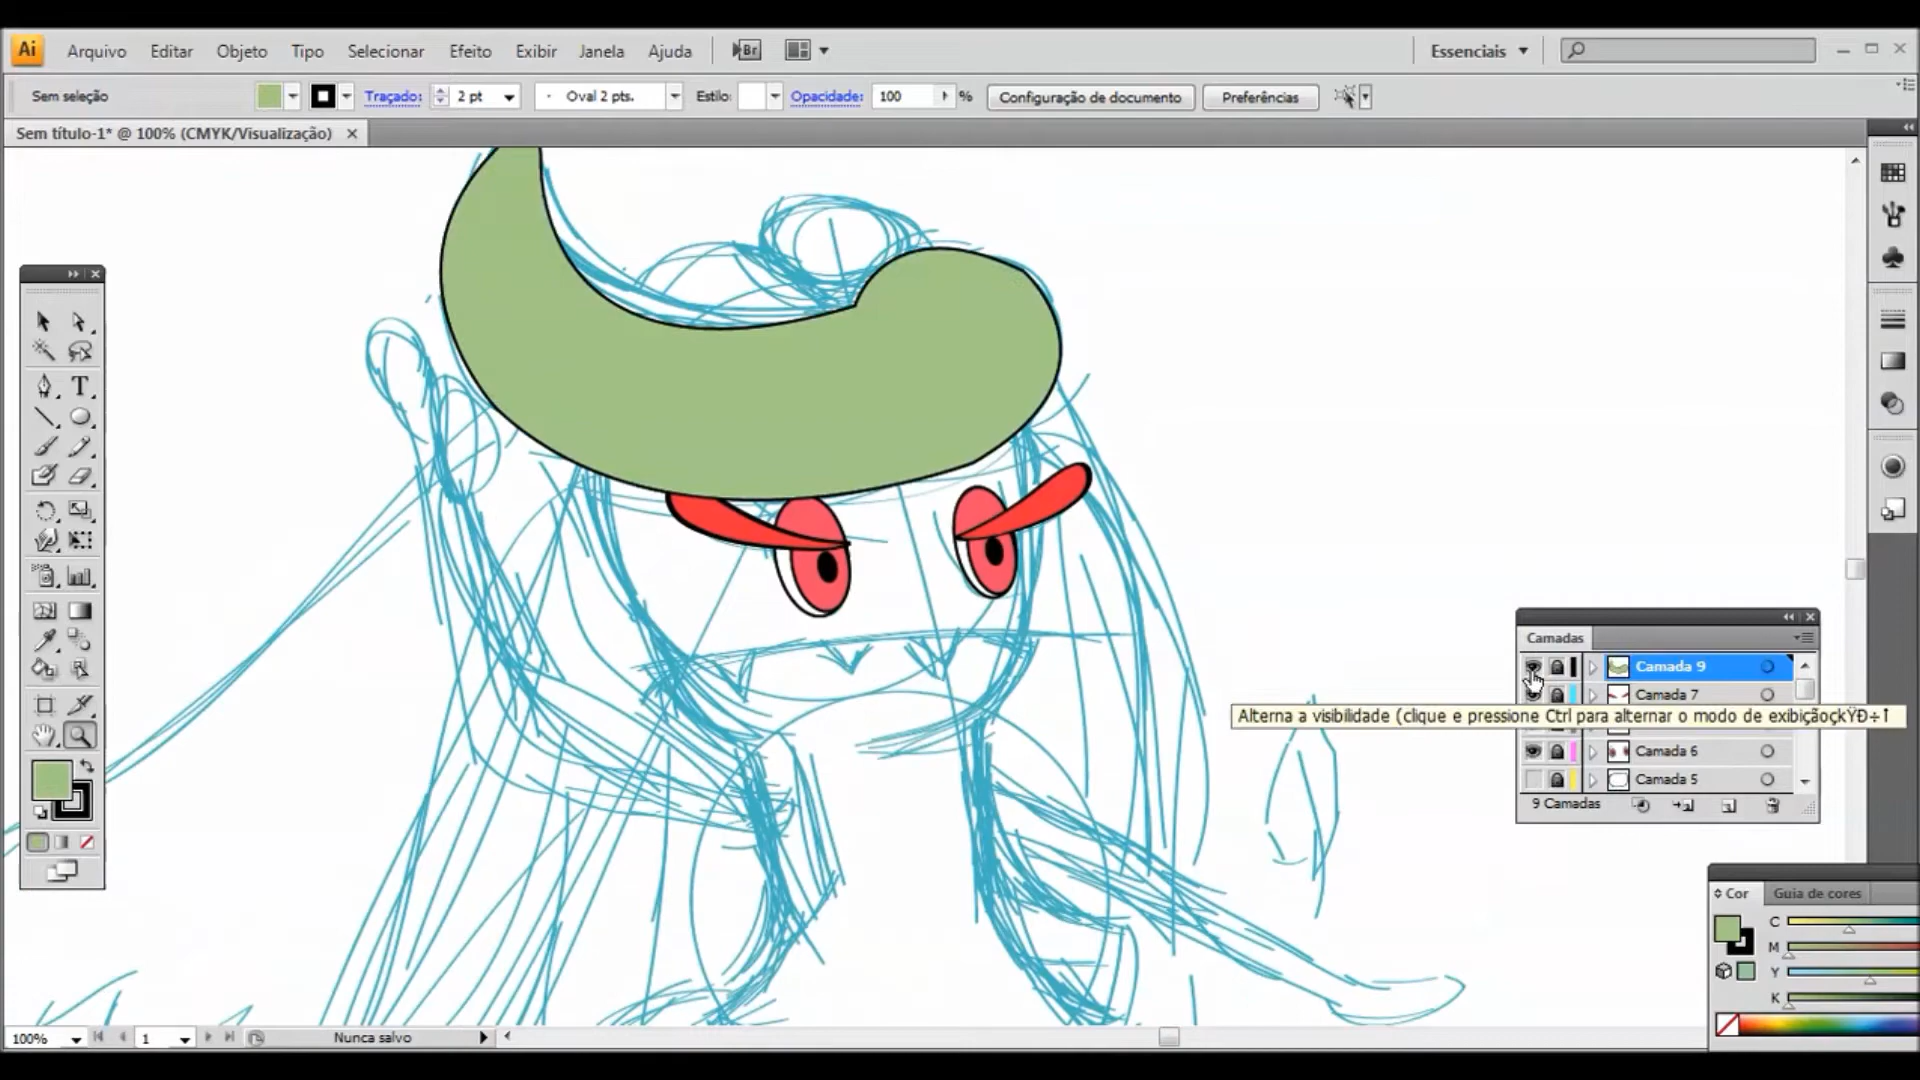 Ai Arquivo Editar Objeto Tipo Selecionar Efeito Exibir Janela Ajuda Br Essenciais
Sem seleção Traçado: 2 pt Oval 2 pts. Estilo: Opacidade: 100 % Configuração de documento Preferências
Sem título-1* @ 100% (CMYK/Visualização)
T
Camadas
Camada 9
Camada 7
Alterna a visibilidade (clique e pressione Ctrl para alternar o modo de exibiçãoçkŸÐ÷
Camada 6
Camada 5
9 Camadas
Cor Guia de cores
C
M
Y
K
100% 1 Nunca salvo